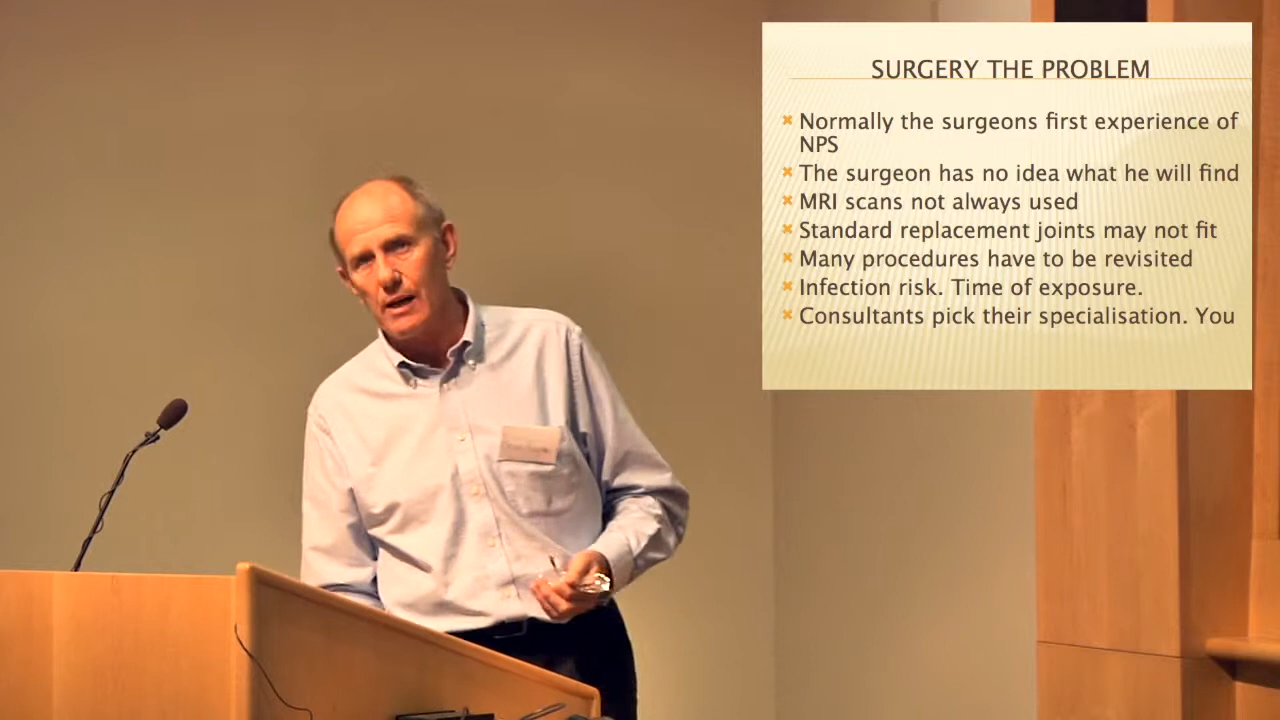 SURGERY THE PROBLEM
Normally the surgeons first experience of
NPS
The surgeon has no idea what he will find
MRI scans not always used
Standard replacement joints may not fit
Many procedures have to be revisited
Infection risk. Time of exposure.
Consultants pick their specialisation. You